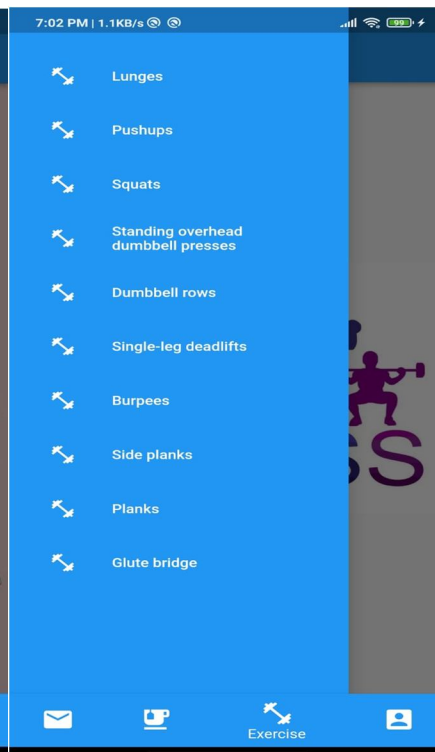 7:02 PM | 1.1KB/s
99
Lunges
Pushups
Squats
Standing overhead
dumbbell presses
Dumbbell rows
Single-leg deadlifts
Burpees
Side planks
Planks
Glute bridge
SS
Exercise